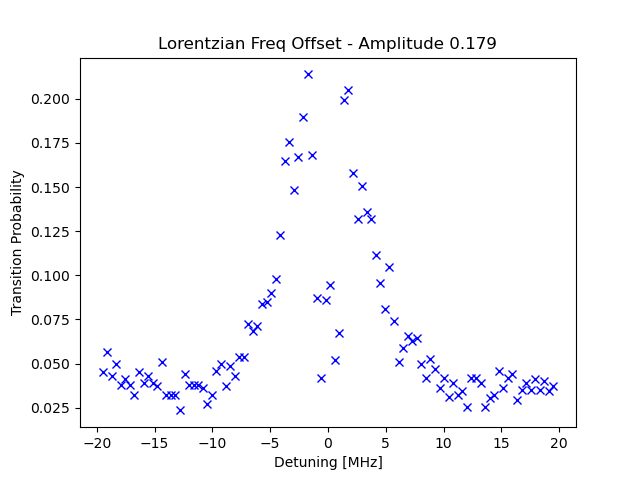 Lorentzian Freq Offset - Amplitude 0.179
0.200
0.175
0.150
0.125
0.100
0.075
0.050
0.025
Transition Probability
−20 −15 −10 −5 0 5 10 15 20
Detuning [MHz]